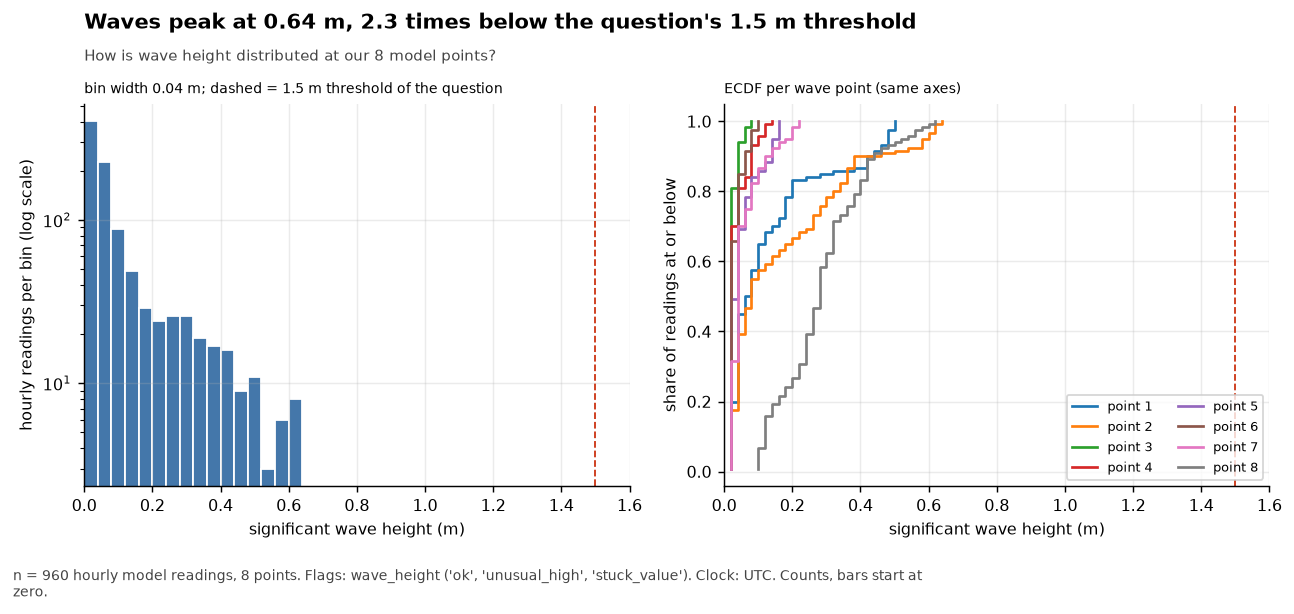 Waves peak at 0.64 m, 2.3 times below the question's 1.5 m threshold
How is wave height distributed at our 8 model points?
bin width 0.04 m; dashed = 1.5 m threshold of the question
hourly readings per bin (log scale)
10²
10¹
0.0 0.2 0.4 0.6 0.8 1.0 1.2 1.4 1.6
significant wave height (m)
ECDF per wave point (same axes)
share of readings at or below
1.0
0.8
0.6
0.4
0.2
0.0
point 1 point 5
point 2 point 6
point 3 point 7
point 4 point 8
0.0 0.2 0.4 0.6 0.8 1.0 1.2 1.4 1.6
significant wave height (m)
n = 960 hourly model readings, 8 points. Flags: wave_height ('ok', 'unusual_high', 'stuck_value'). Clock: UTC. Counts, bars start at
zero.